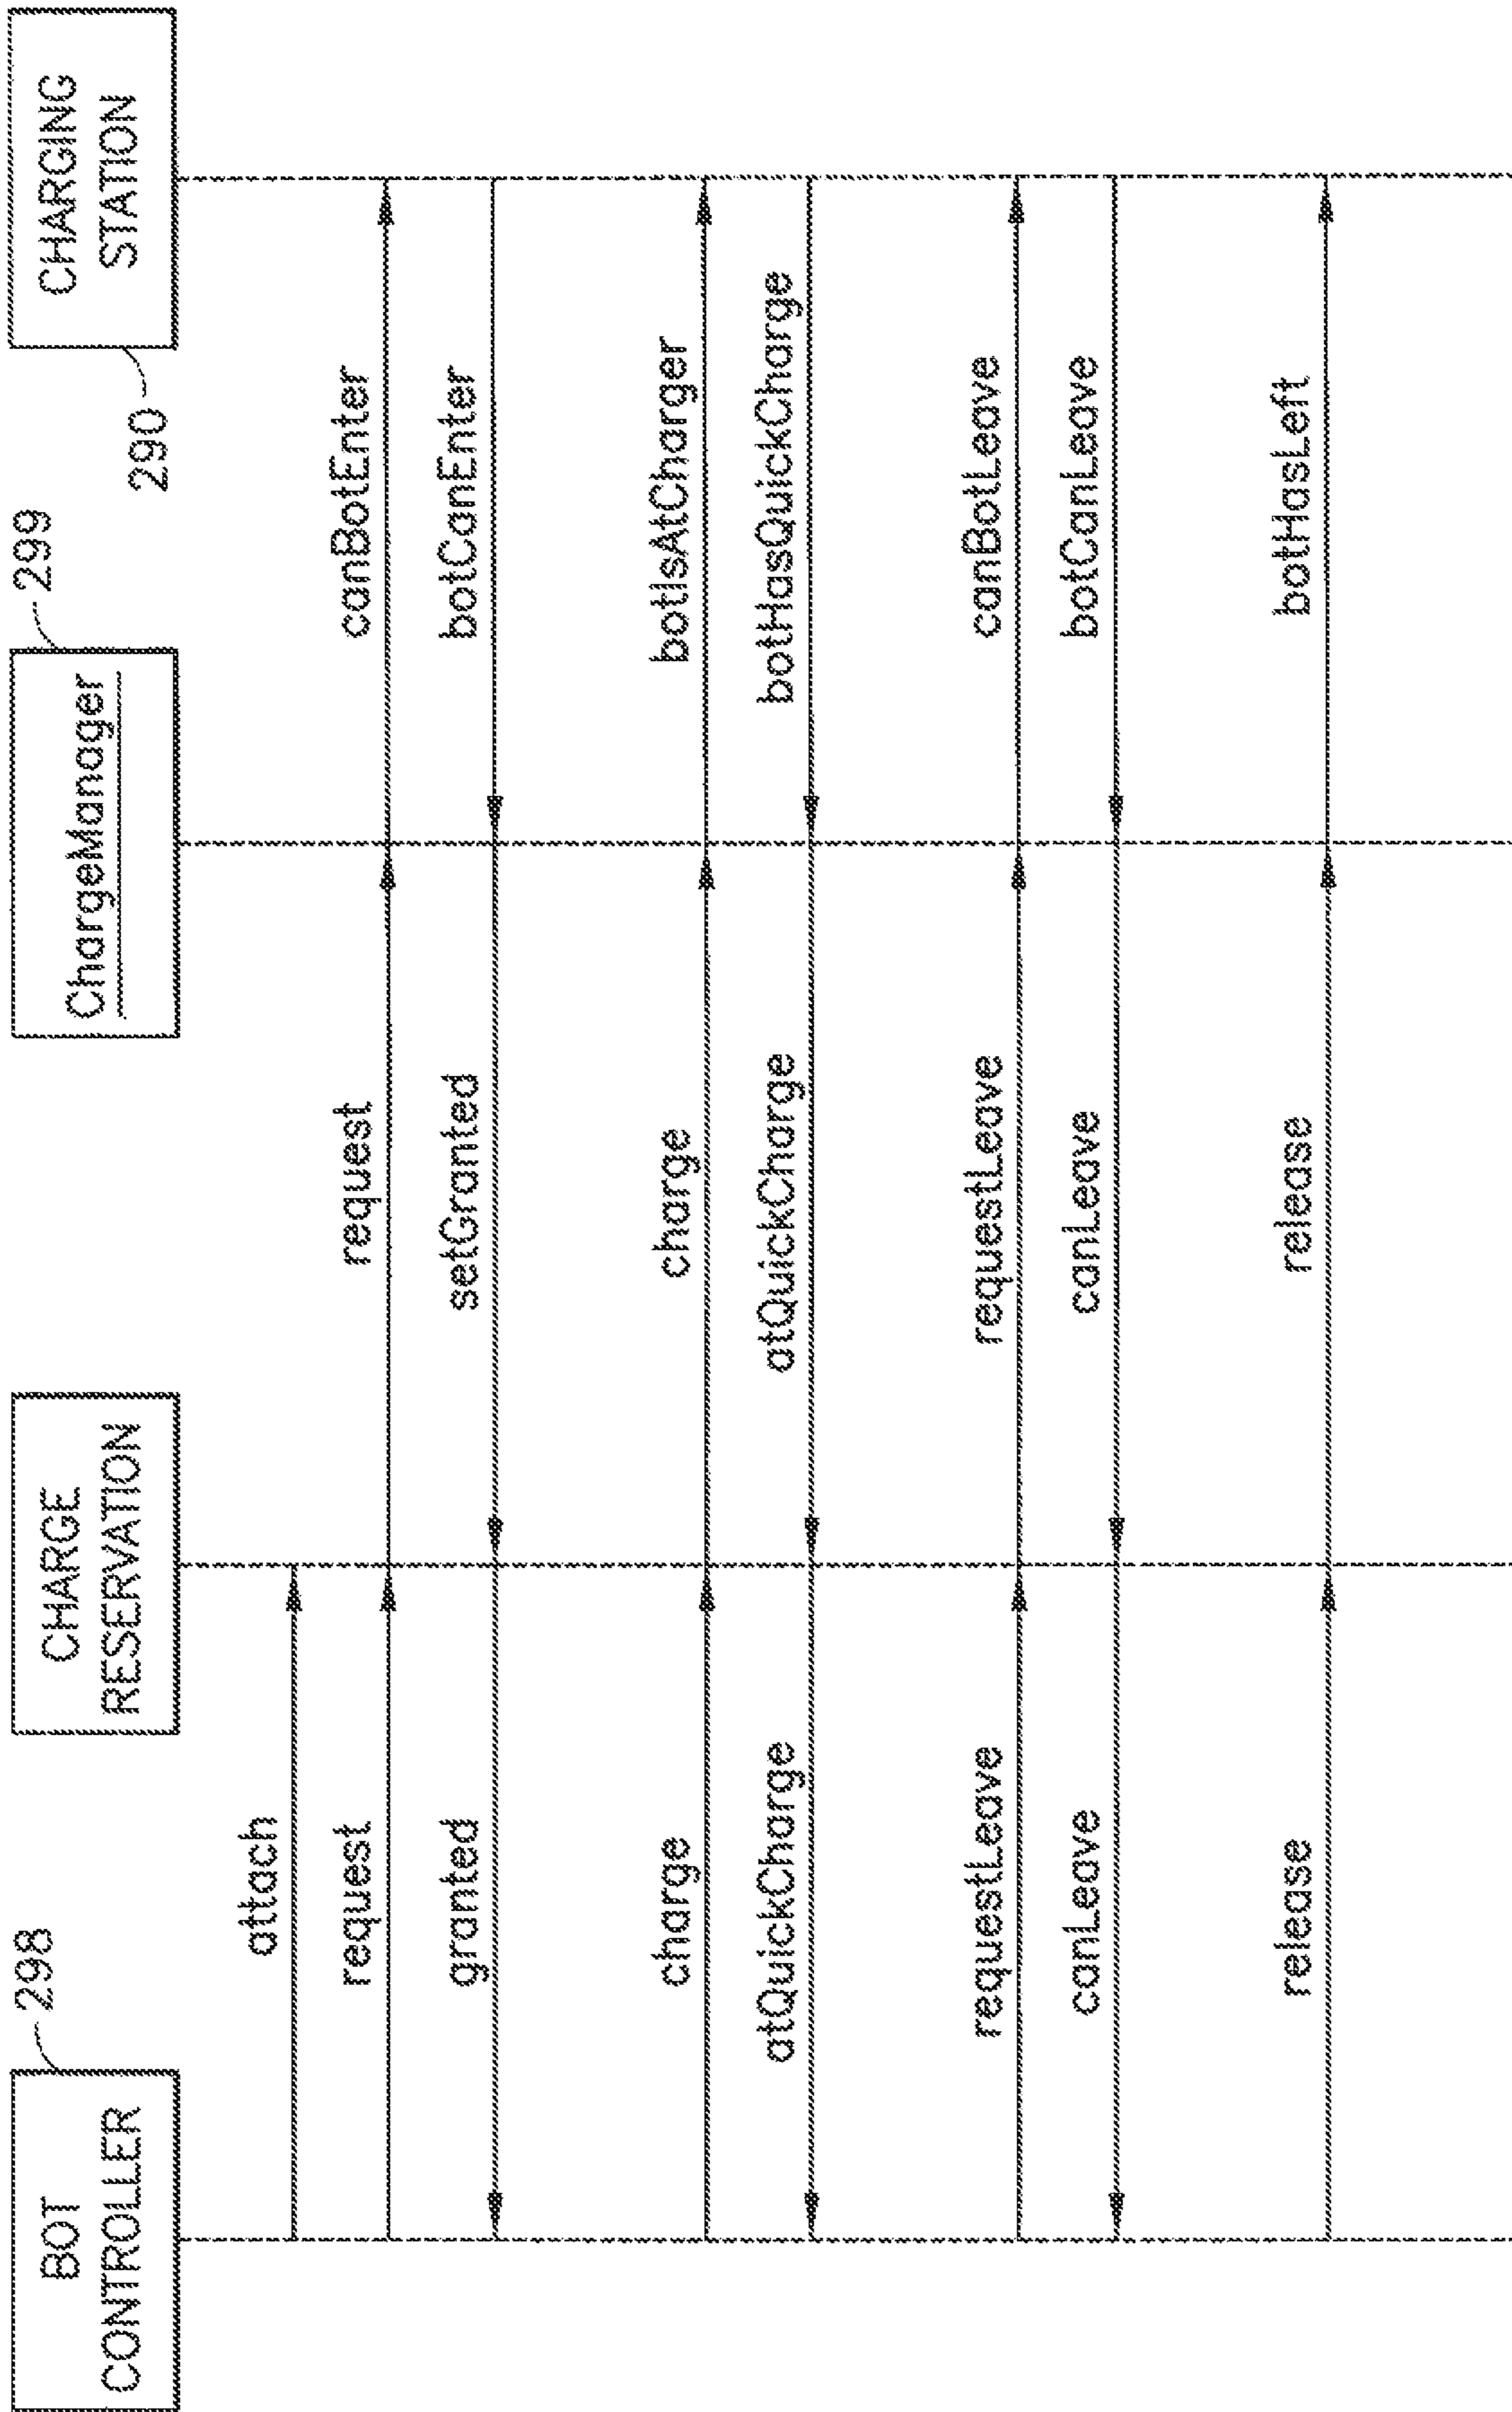 BOT
CONTROLLER
298
CHARGE
RESERVATION
ChargeManager
299
CHARGING
STATION
290
attach
request
request
canBotEnter
granted
setGranted
botCanEnter
charge
charge
botIsAtCharger
atQuickCharge
atQuickCharge
botHasQuickCharge
requestLeave
requestLeave
canBotLeave
canLeave
canLeave
botCanLeave
release
release
botHasLeft